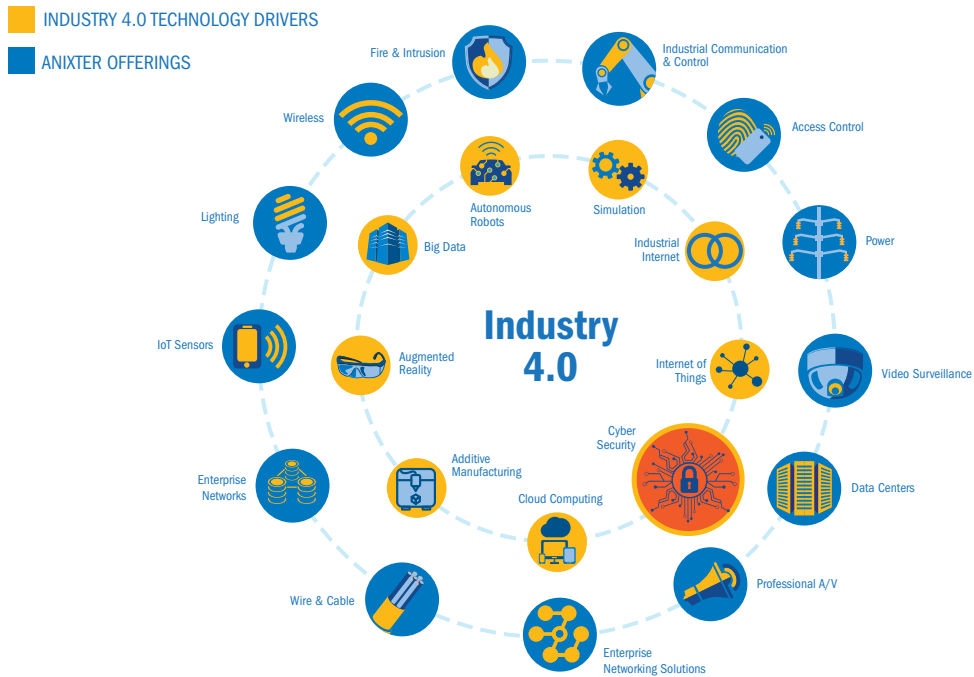 INDUSTRY 4.0 TECHNOLOGY DRIVERS
ANIXTER OFFERINGS
Fire & Intrusion
Industrial Communication
& Control
Wireless
Access Control
Lighting
Power
IoT Sensors
Video Surveillance
Enterprise
Networks
Data Centers
Wire & Cable
Professional A/V
Enterprise
Networking Solutions
Autonomous
Robots
Simulation
Big Data
Industrial
Internet
Augmented
Reality
Internet of
Things
Additive
Manufacturing
Cyber
Security
Cloud Computing
Industry
4.0